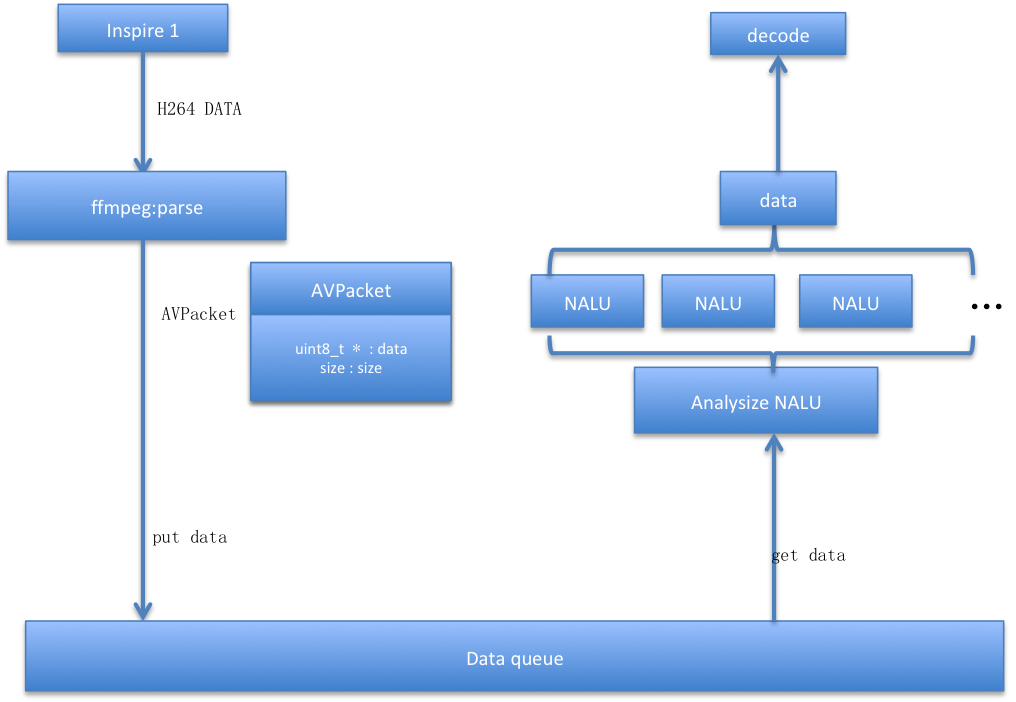 Inspire 1
H264 DATA
ffmpeg:parse
AVPacket
AVPacket
uint8_t * : data
size : size
put data
decode
data
NALU
NALU
NALU
...
Analysize NALU
get data
Data queue